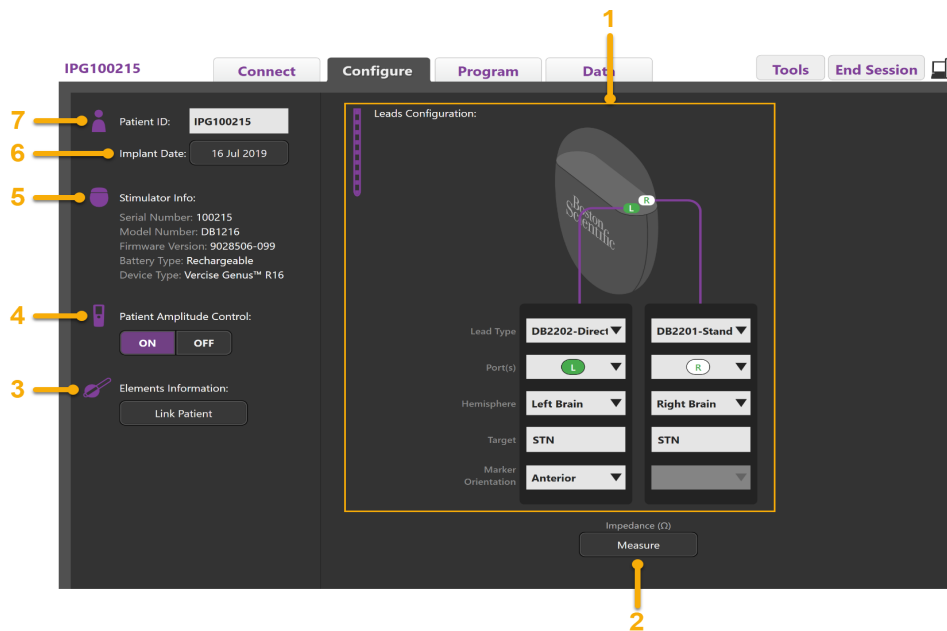 1
IPG100215
Connect
Configure
Program
Data
Tools
End Session
7
Patient ID:
IPG100215
6
Implant Date:
16 Jul 2019
5
Stimulator Info:
Serial Number: 100215
Model Number: DB1216
Firmware Version: 9028506-099
Battery Type: Rechargeable
Device Type: Vercise Genus™ R16
4
Patient Amplitude Control:
ON
OFF
3
Elements Information:
Link Patient
Leads Configuration:
L
R
Boston
Scientific
Lead Type
DB2202-Direct
DB2201-Stand
Port(s)
L
R
Hemisphere
Left Brain
Right Brain
Target
STN
STN
Marker
Orientation
Anterior
Impedance (Ω)
Measure
2